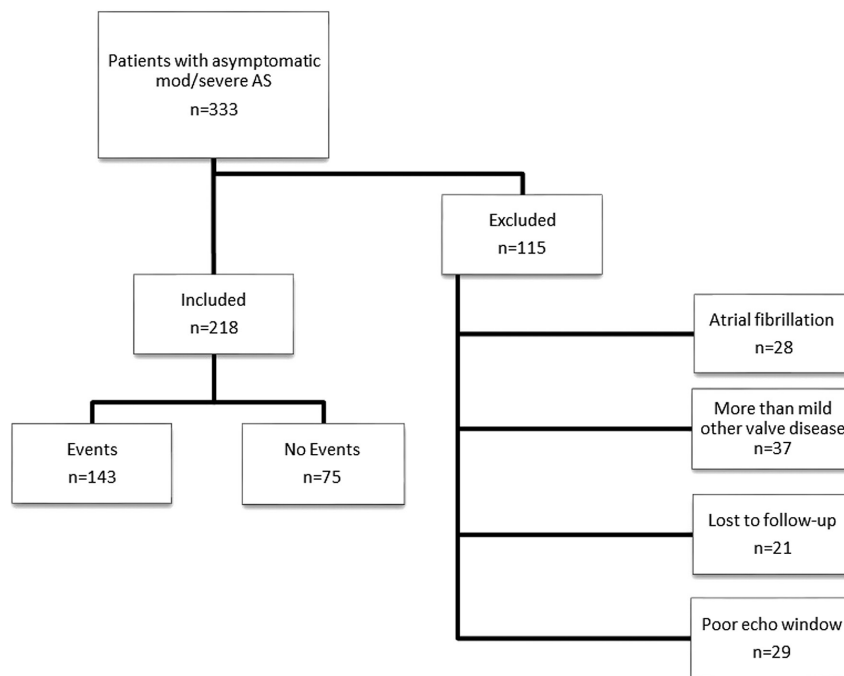 Patients with asymptomatic
mod/severe AS
n=333
Excluded
n=115
Included
n=218
Atrial fibrillation
n=28
More than mild
other valve disease
n=37
Events
n=143
No Events
n=75
Lost to follow-up
n=21
Poor echo window
n=29